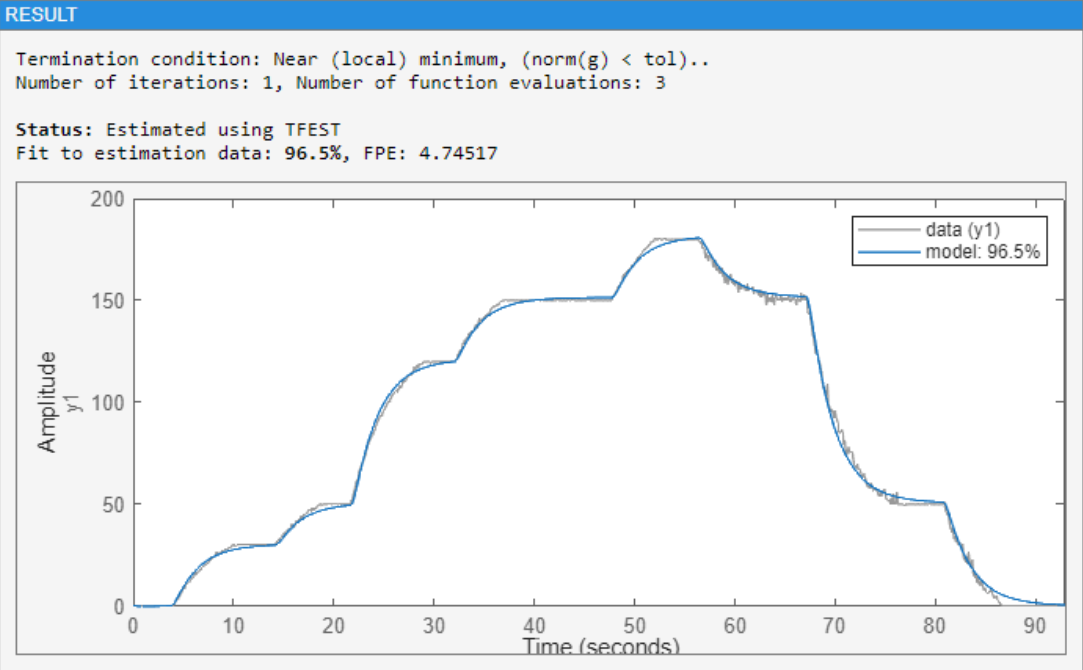 RESULT
Termination condition: Near (local) minimum, (norm(g) < tol)..
Number of iterations: 1, Number of function evaluations: 3
Status: Estimated using TFEST
Fit to estimation data: 96.5%, FPE: 4.74517
200
150
100
50
0
Amplitude
y1
data (y1)
model: 96.5%
0 10 20 30 40 50 60 70 80 90
Time (seconds)